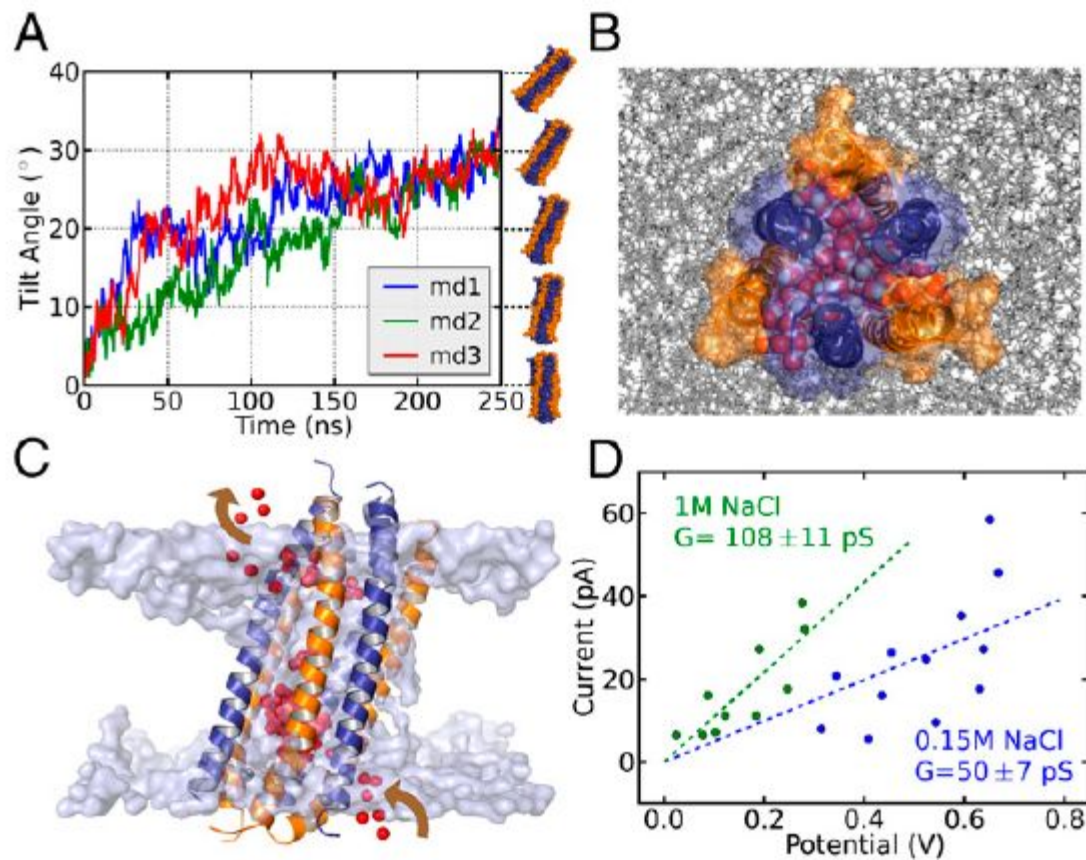 A
Tilt Angle (°)
40
30
20
10
0
md1
md2
md3
0 50 100 150 200 250
Time (ns)
B
C
D
Current (pA)
60
40
20
0
1M NaCl
G= 108 ±11 pS
0.15M NaCl
G=50 ±7 pS
0.0 0.2 0.4 0.6 0.8
Potential (V)